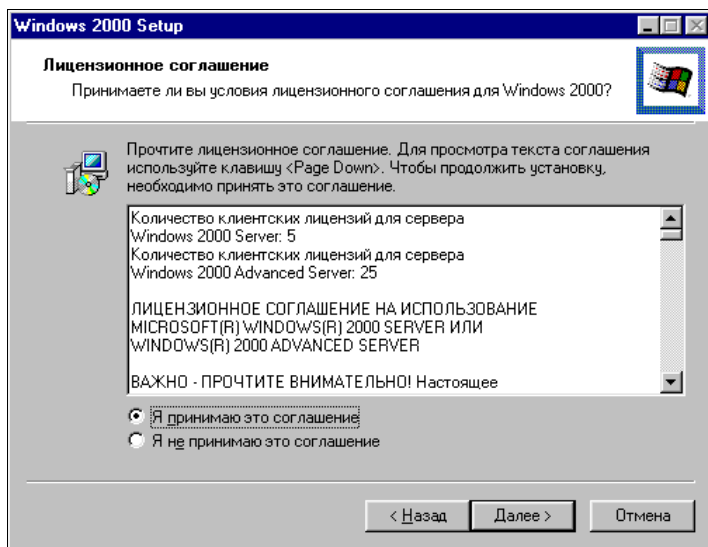 Windows 2000 Setup
Лицензионное соглашение
Принимаете ли вы условия лицензионного соглашения для Windows 2000?
Прочтите лицензионное соглашение. Для просмотра текста соглашения
используйте клавишу <Page Down>. Чтобы продолжить установку,
необходимо принять это соглашение.
Количество клиентских лицензий для сервера
Windows 2000 Server: 5
Количество клиентских лицензий для сервера
Windows 2000 Advanced Server: 25
ЛИЦЕНЗИОННОЕ СОГЛАШЕНИЕ НА ИСПОЛЬЗОВАНИЕ
MICROSOFT(R) WINDOWS(R) 2000 SERVER ИЛИ
WINDOWS(R) 2000 ADVANCED SERVER
ВАЖНО - ПРОЧТИТЕ ВНИМАТЕЛЬНО! Настоящее
Я принимаю это соглашение
Я не принимаю это соглашение
< Назад Далее > Отмена